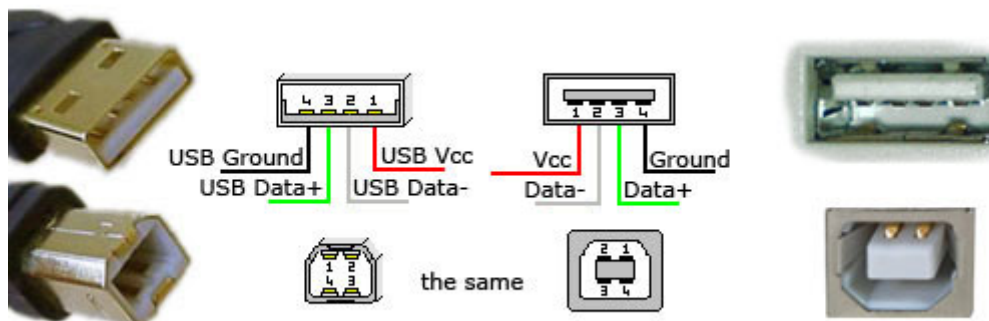 4 3 2 1
1 2 3 4
USB Ground
USB Vcc
Vcc
Ground
USB Data+
USB Data-
Data-
Data+
1 2
4 3
the same
2 1
3 4